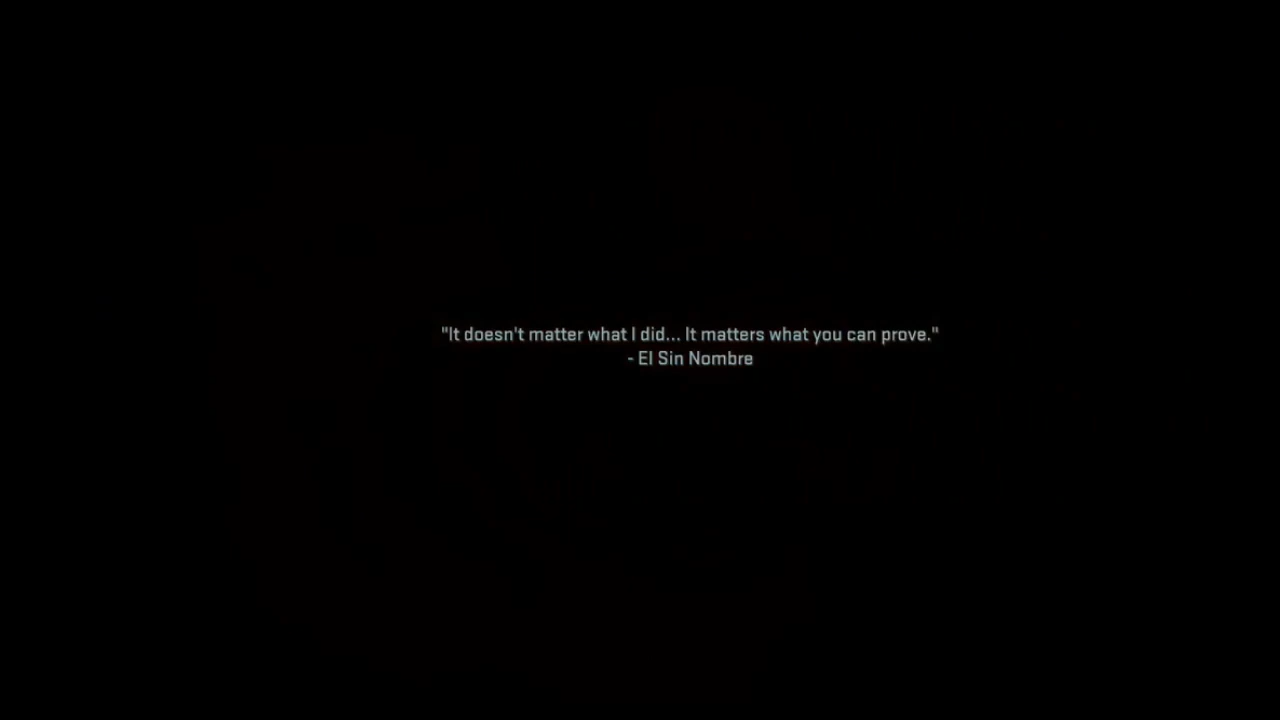 "It doesn't matter what I did... It matters what you can prove."
- El Sin Nombre